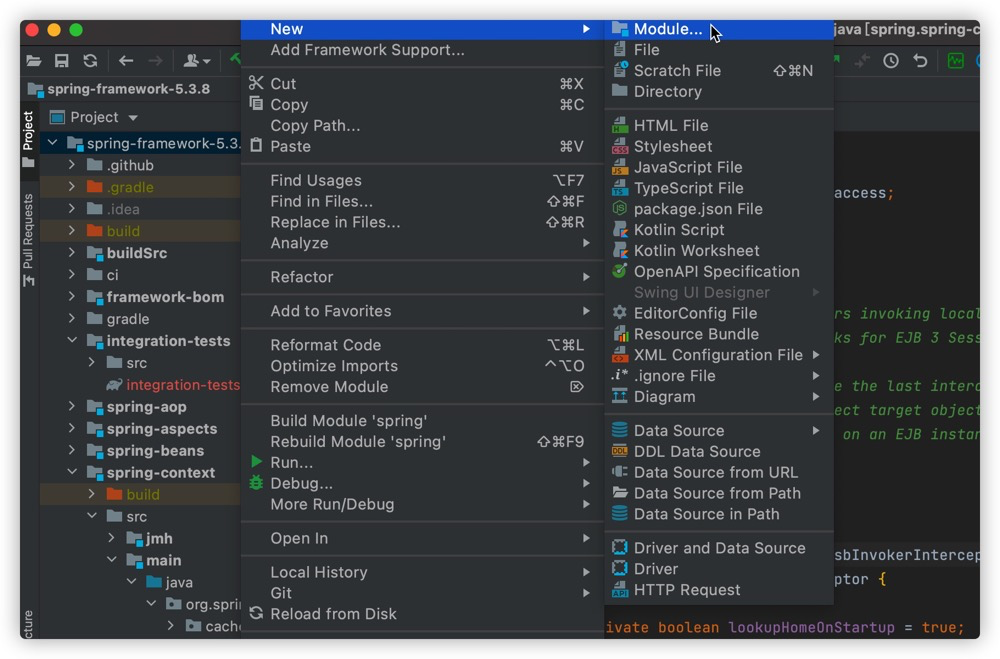 java [spring.spring-c
spring-framework-5.3.8
Project
Project
Pull Requests
spring-framework-5.3.
.github
.gradle
.idea
build
buildSrc
ci
framework-bom
gradle
integration-tests
src
integration-tests
spring-aop
spring-aspects
spring-beans
spring-context
build
src
jmh
main
java
org.spri
cach
cture
New
Add Framework Support...
Cut ⌘X
Copy ⌘C
Copy Path...
Paste ⌘V
Find Usages ⌥F7
Find in Files... ⇧⌘F
Replace in Files... ⇧⌘R
Analyze
Refactor
Add to Favorites
Reformat Code ⌥⌘L
Optimize Imports ⌃⌥O
Remove Module ⌦
Build Module 'spring'
Rebuild Module 'spring' ⇧⌘F9
Run...
Debug...
More Run/Debug
Open In
Local History
Git
Reload from Disk
Module...
File
Scratch File ⇧⌘N
Directory
HTML File
Stylesheet
JavaScript File
TypeScript File
package.json File
Kotlin Script
Kotlin Worksheet
OpenAPI Specification
Swing UI Designer
EditorConfig File
Resource Bundle
XML Configuration File
.ignore File
Diagram
Data Source
DDL Data Source
Data Source from URL
Data Source from Path
Data Source in Path
Driver and Data Source
Driver
HTTP Request
access;
rs invoking local
ks for EJB 3 Sess
e the last interc
ect target object
on an EJB instan
sbInvokerIntercep
ptor {
ivate boolean lookupHomeOnStartup = true;